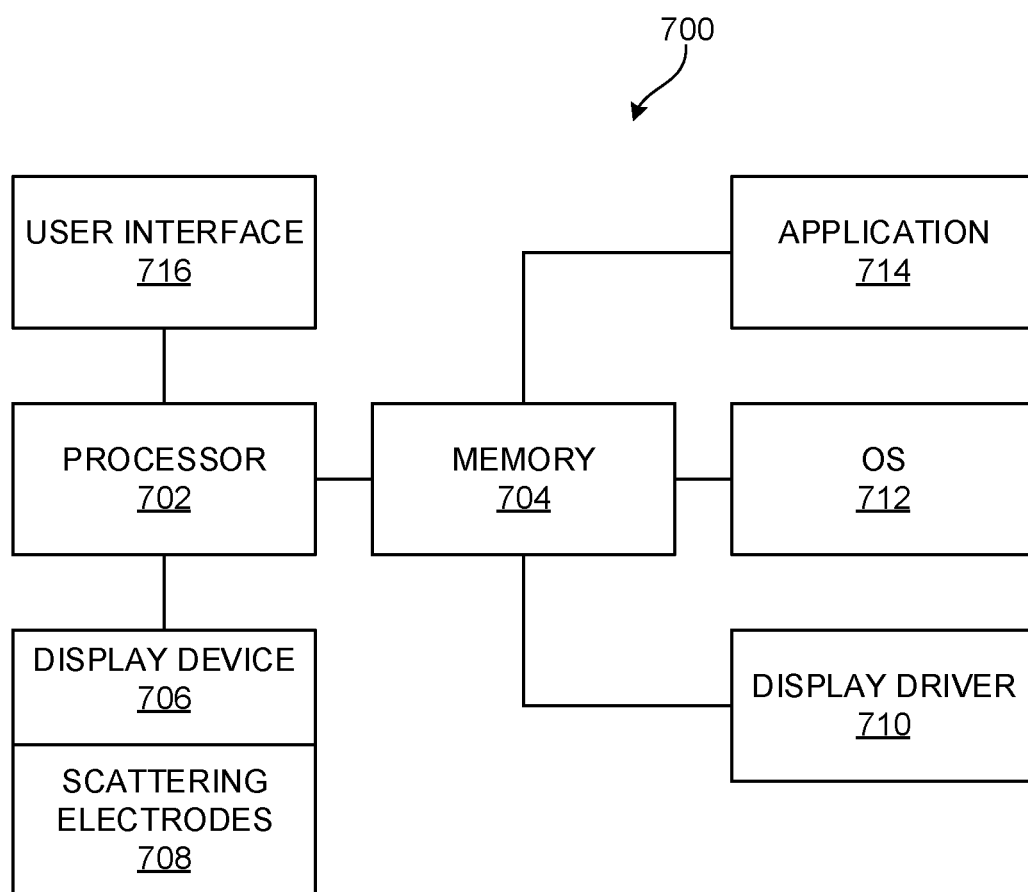 700
USER INTERFACE
716
APPLICATION
714
PROCESSOR
702
MEMORY
704
OS
712
DISPLAY DEVICE
706
DISPLAY DRIVER
710
SCATTERING
ELECTRODES
708